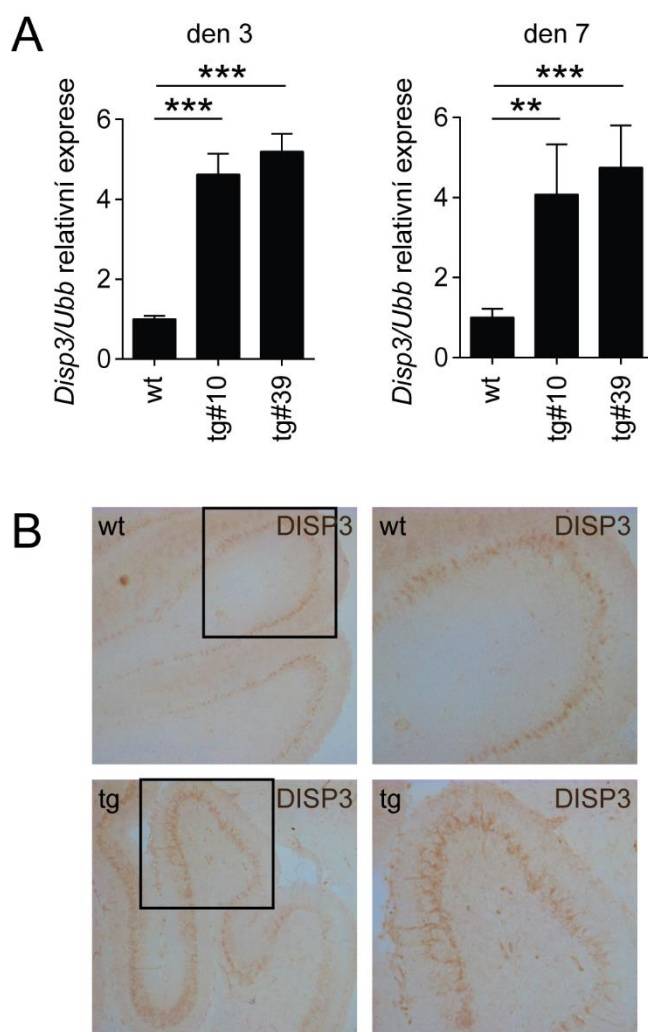 A
den 3
***
***
Disp3/Ubb relativní exprese
6
4
2
0
wt
tg#10
tg#39
den 7
***
**
Disp3/Ubb relativní exprese
6
4
2
0
wt
tg#10
tg#39
B
wt DISP3
wt DISP3
tg DISP3
tg DISP3